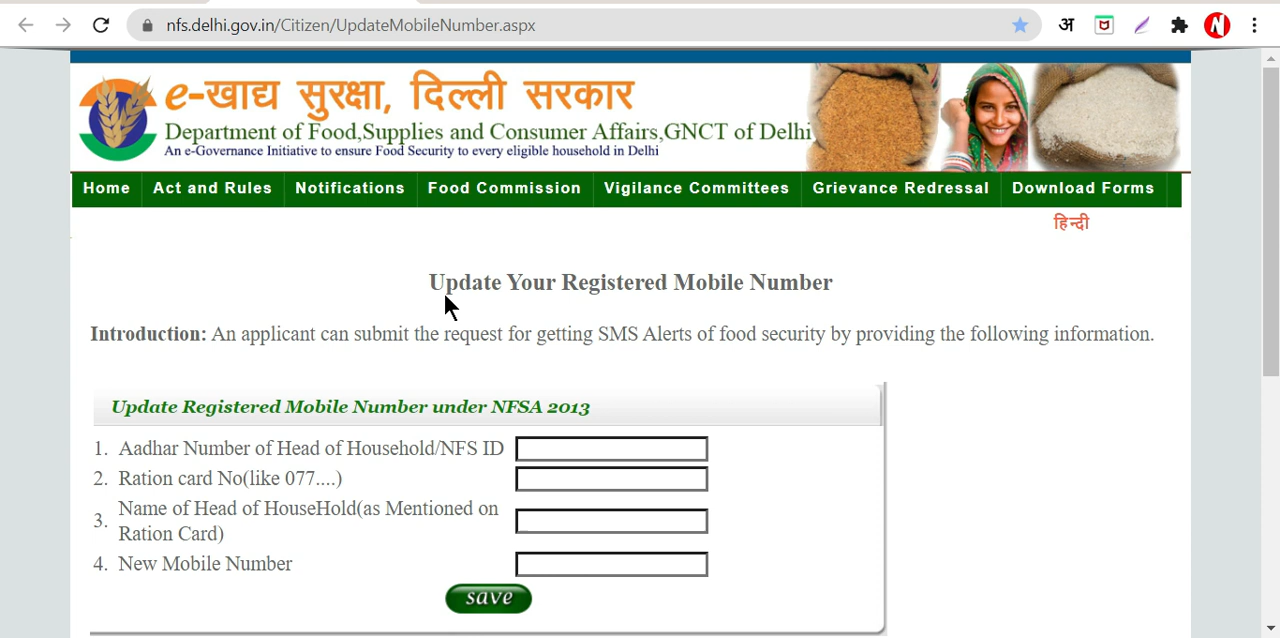 nfs.delhi.gov.in/Citizen/UpdateMobileNumber.aspx
अ
N
e-खाद्य सुरक्षा, दिल्ली सरकार
Department of Food,Supplies and Consumer Affairs,GNCT of Delhi
An e-Governance Initiative to ensure Food Security to every eligible household in Delhi
Home Act and Rules Notifications Food Commission Vigilance Committees Grievance Redressal Download Forms
हिन्दी
Update Your Registered Mobile Number
Introduction: An applicant can submit the request for getting SMS Alerts of food security by providing the following information.
Update Registered Mobile Number under NFSA 2013
1. Aadhar Number of Head of Household/NFS ID
2. Ration card No(like 077....)
3. Name of Head of HouseHold(as Mentioned on
Ration Card)
4. New Mobile Number
save